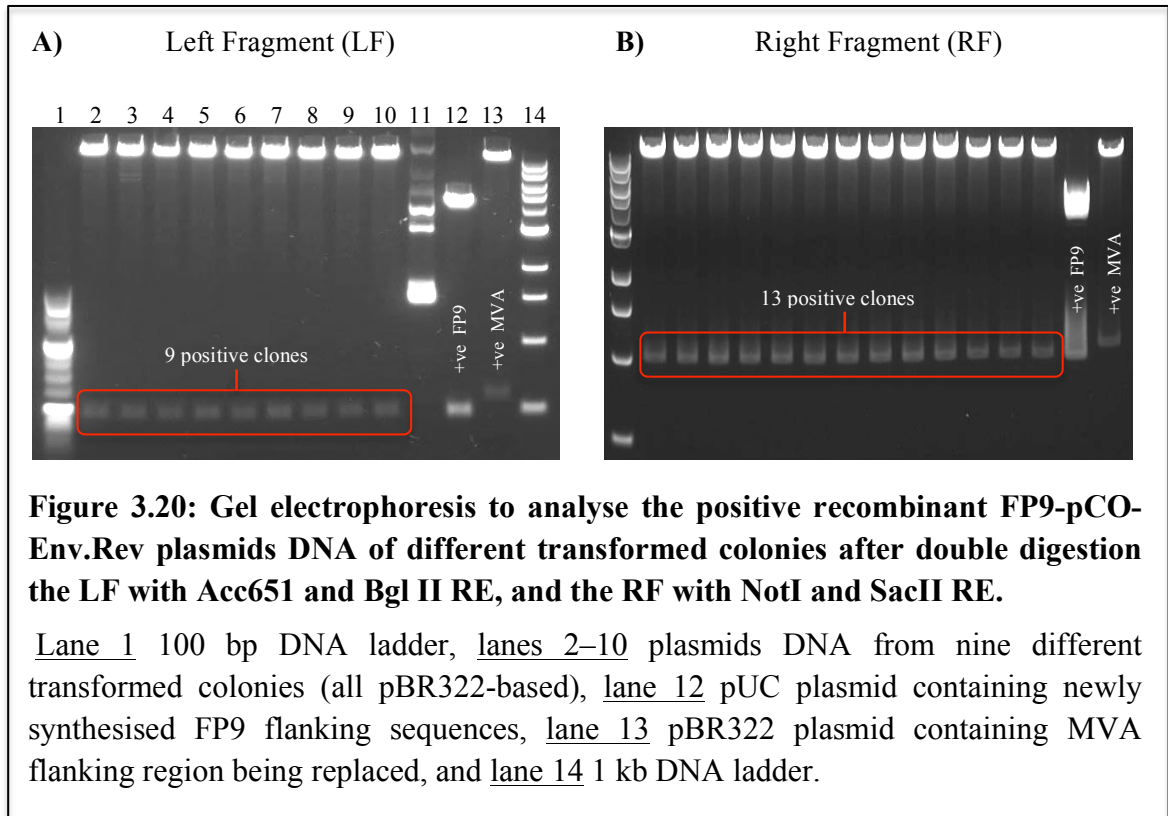 A) Left Fragment (LF)
B) Right Fragment (RF)
1 2 3 4 5 6 7 8 9 10 11 12 13 14
9 positive clones
+ve FP9
+ve MVA
13 positive clones
+ve FP9
+ve MVA
Figure 3.20: Gel electrophoresis to analyse the positive recombinant FP9-pCO-
Env.Rev plasmids DNA of different transformed colonies after double digestion
the LF with Acc651 and Bgl II RE, and the RF with NotI and SacII RE.
Lane 1 100 bp DNA ladder, lanes 2–10 plasmids DNA from nine different
transformed colonies (all pBR322-based), lane 12 pUC plasmid containing newly
synthesised FP9 flanking sequences, lane 13 pBR322 plasmid containing MVA
flanking region being replaced, and lane 14 1 kb DNA ladder.